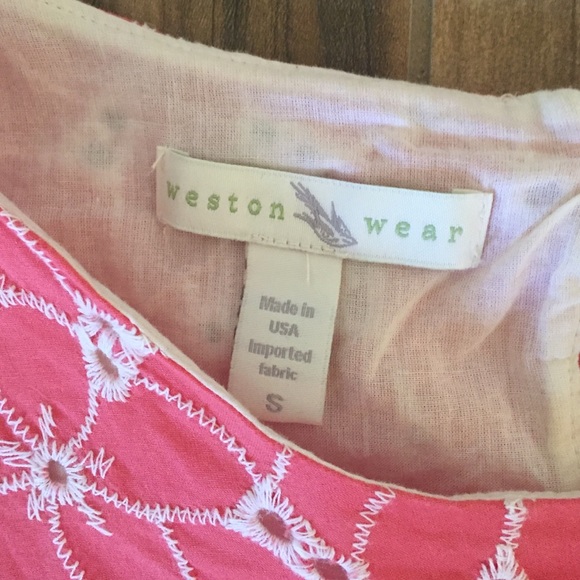 weston wear
Made in
USA
Imported
fabric
S